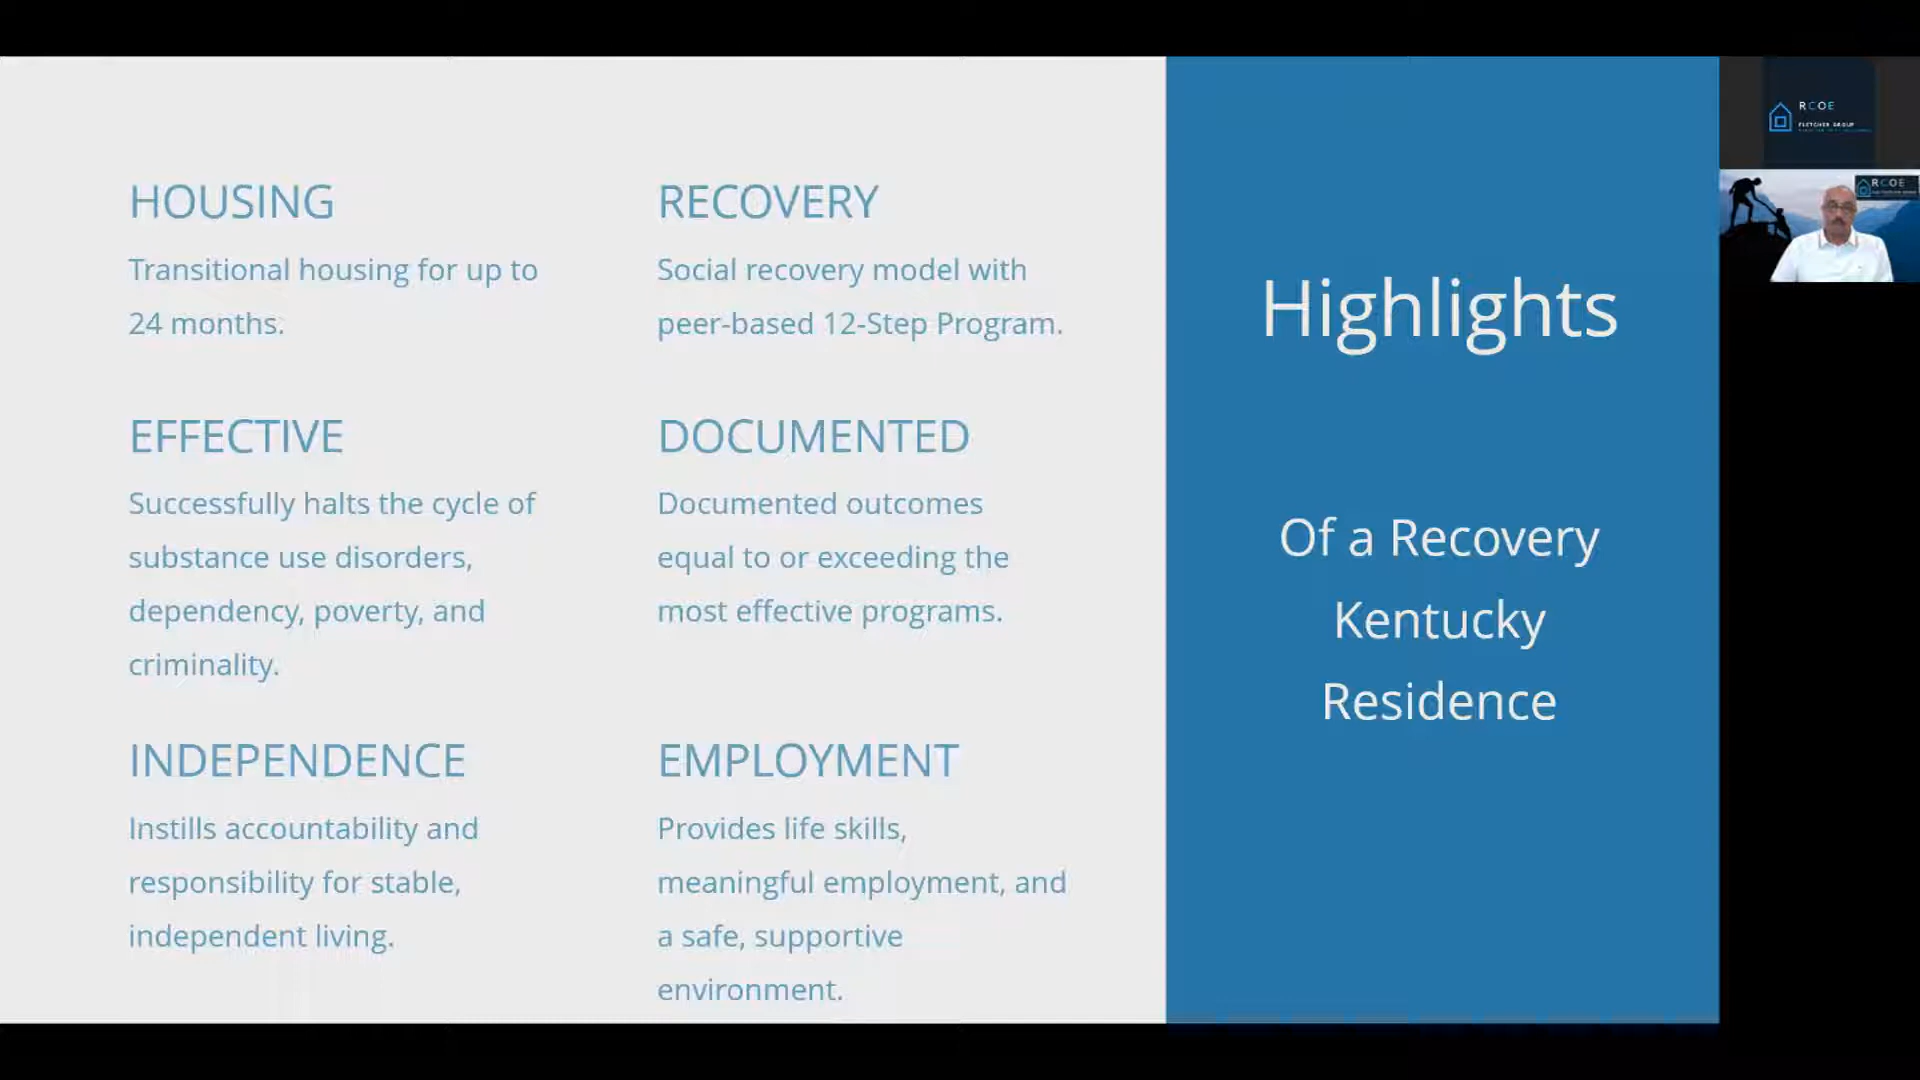 HOUSING
Transitional housing for up to
24 months.
RECOVERY
Social recovery model with
peer-based 12-Step Program.
EFFECTIVE
Successfully halts the cycle of
substance use disorders,
dependency, poverty, and
criminality.
DOCUMENTED
Documented outcomes
equal to or exceeding the
most effective programs.
INDEPENDENCE
Instills accountability and
responsibility for stable,
independent living.
EMPLOYMENT
Provides life skills,
meaningful employment, and
a safe, supportive
environment.
Highlights
Of a Recovery
Kentucky
Residence
RCOE
FLETCHER GROUP
RCOE